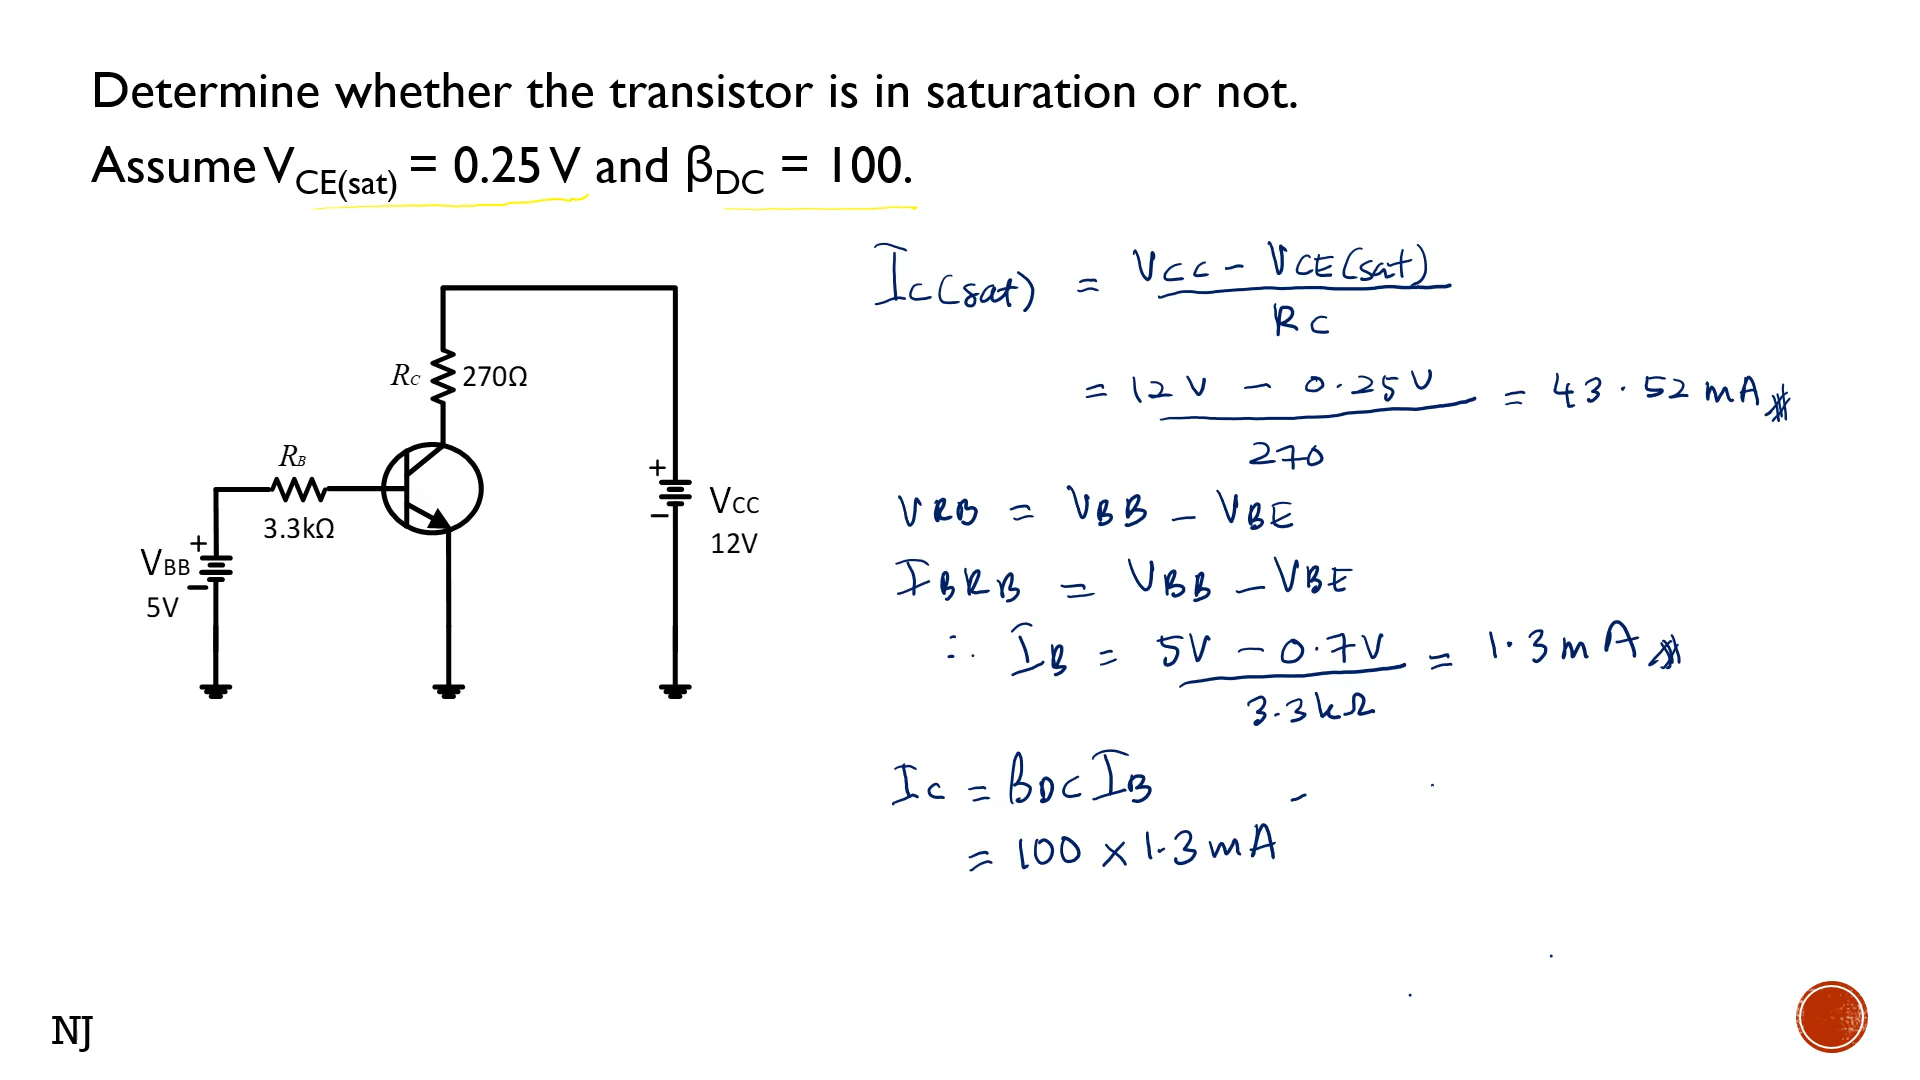 Determine whether the transistor is in saturation or not.
Assume VCE(sat) = 0.25 V and βDC = 100.
IC(sat) = VCC - VCE(sat)
RC
= 12 V - 0.25 V = 43.52 mA
270
RC 270Ω
RB
3.3kΩ
+
VBB
-
5V
+
-
VCC
12V
VRB = VBB - VBE
IBRB = VBB - VBE
∴ IB = 5V - 0.7V = 1.3 mA
3.3kΩ
IC = βDC IB
= 100 × 1.3 mA
NJ